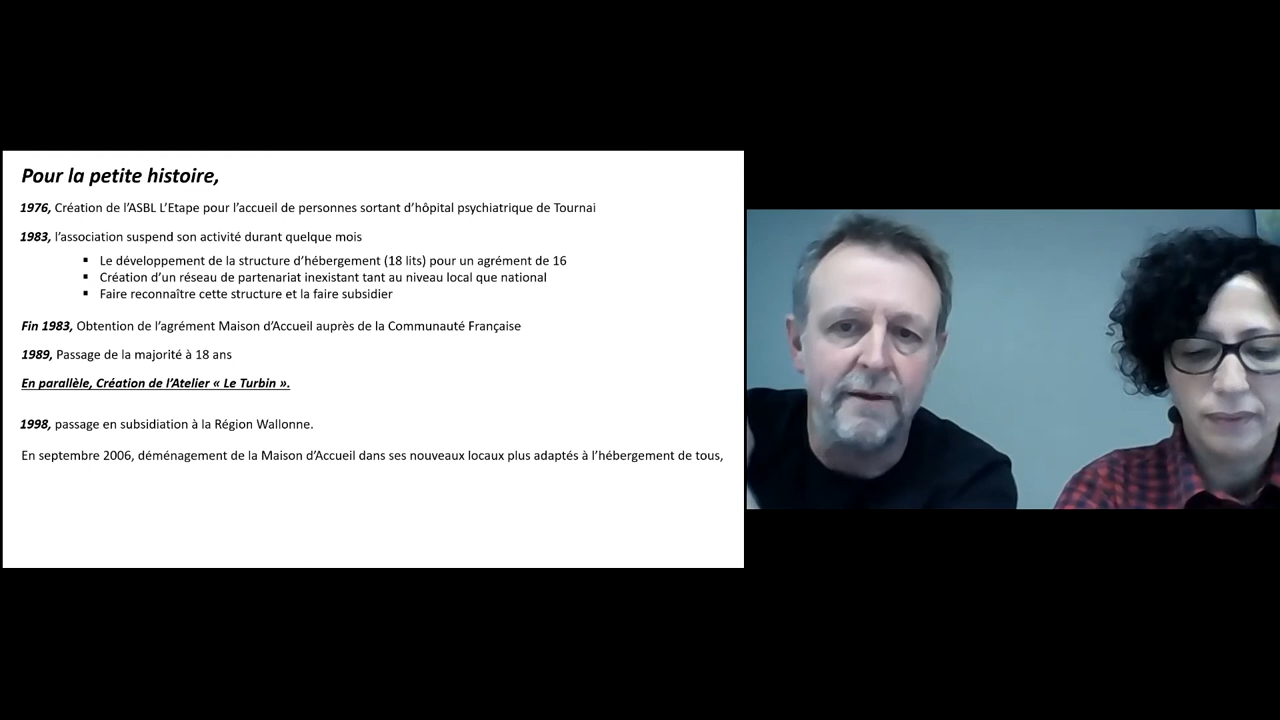 Pour la petite histoire,
1976, Création de l'ASBL L'Etape pour l'accueil de personnes sortant d'hôpital psychiatrique de Tournai
1983, l'association suspend son activité durant quelque mois
▪ Le développement de la structure d'hébergement (18 lits) pour un agrément de 16
▪ Création d'un réseau de partenariat inexistant tant au niveau local que national
▪ Faire reconnaître cette structure et la faire subsidier
Fin 1983, Obtention de l'agrément Maison d'Accueil auprès de la Communauté Française
1989, Passage de la majorité à 18 ans
En parallèle, Création de l'Atelier « Le Turbin ».
1998, passage en subsidiation à la Région Wallonne.
En septembre 2006, déménagement de la Maison d'Accueil dans ses nouveaux locaux plus adaptés à l'hébergement de tous,